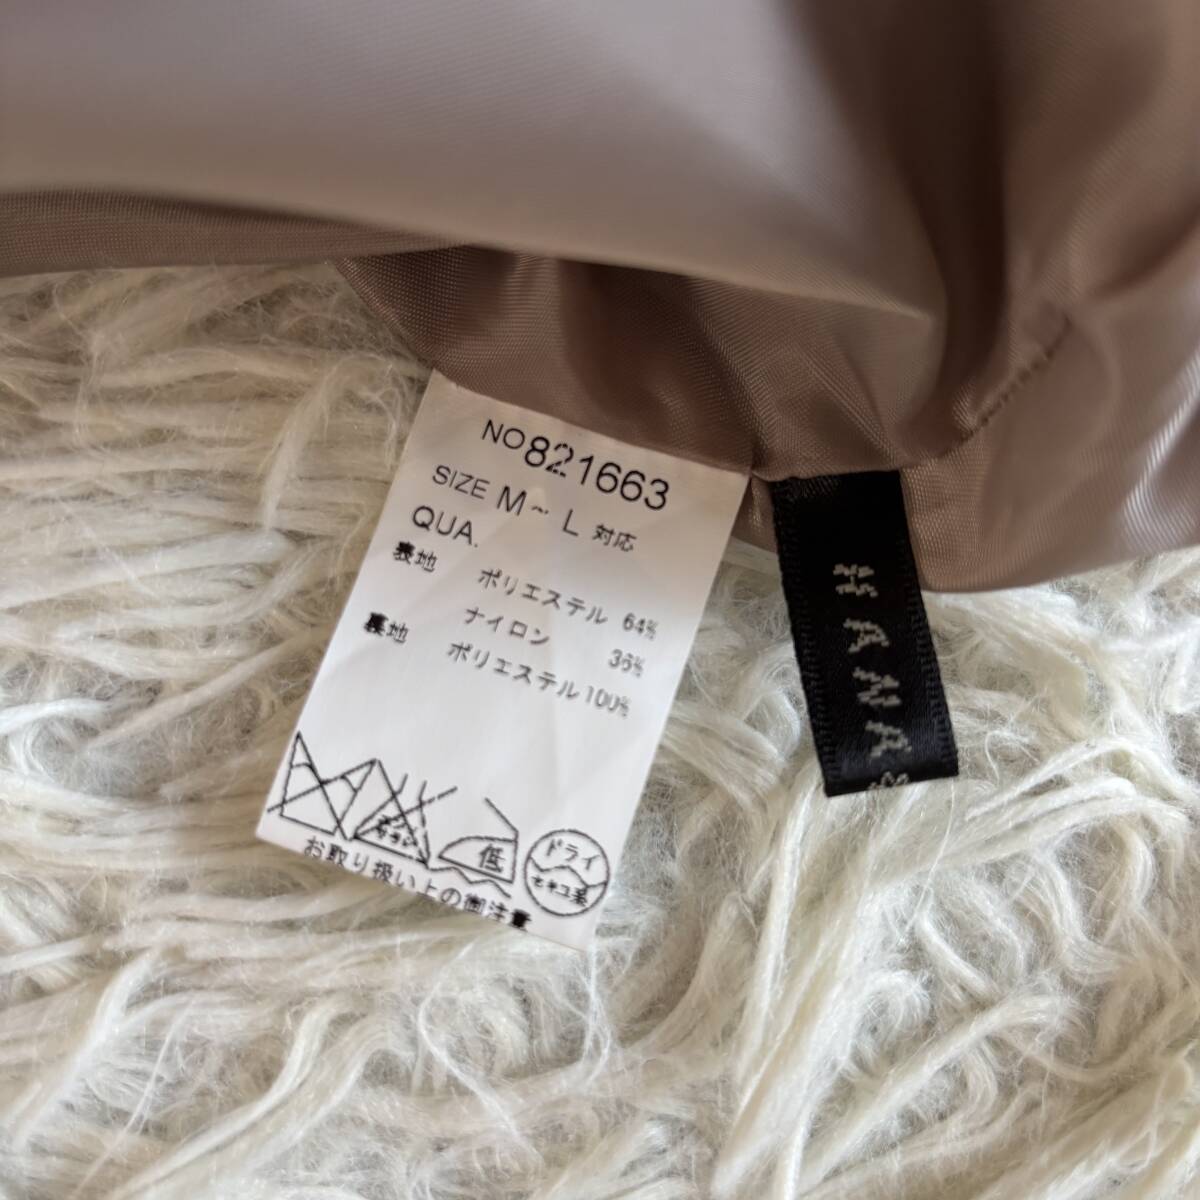 NO821663
SIZE M~L 対応
QUA.
表地 ポリエステル 64%
ナイロン 36%
裏地 ポリエステル100%
低
ドライ
セキユ系
お取り扱い上の御注意